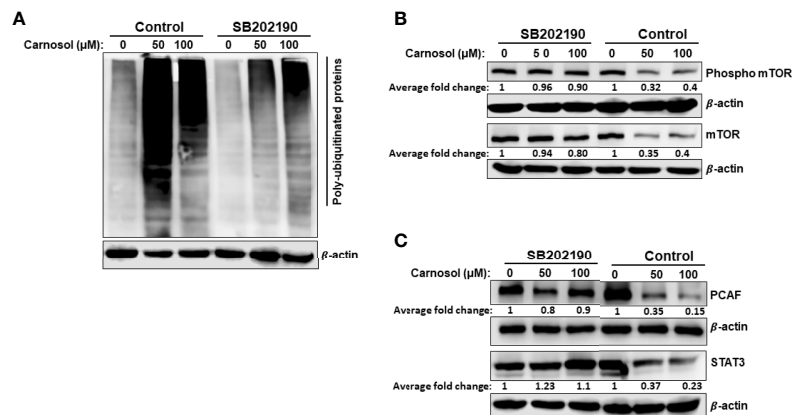 A
Control SB202190
Carnosol (µM): 0 50 100 0 50 100
Poly-ubiquitinated proteins
β-actin
B
SB202190 Control
Carnosol (µM): 0 5 0 100 0 50 100
Phospho mTOR
Average fold change: 1 0.96 0.90 1 0.32 0.4
β-actin
mTOR
Average fold change: 1 0.94 0.80 1 0.35 0.4
β-actin
C
SB202190 Control
Carnosol (µM): 0 50 100 0 50 100
PCAF
Average fold change: 1 0.8 0.9 1 0.35 0.15
β-actin
STAT3
Average fold change: 1 1.23 1.1 1 0.37 0.23
β-actin